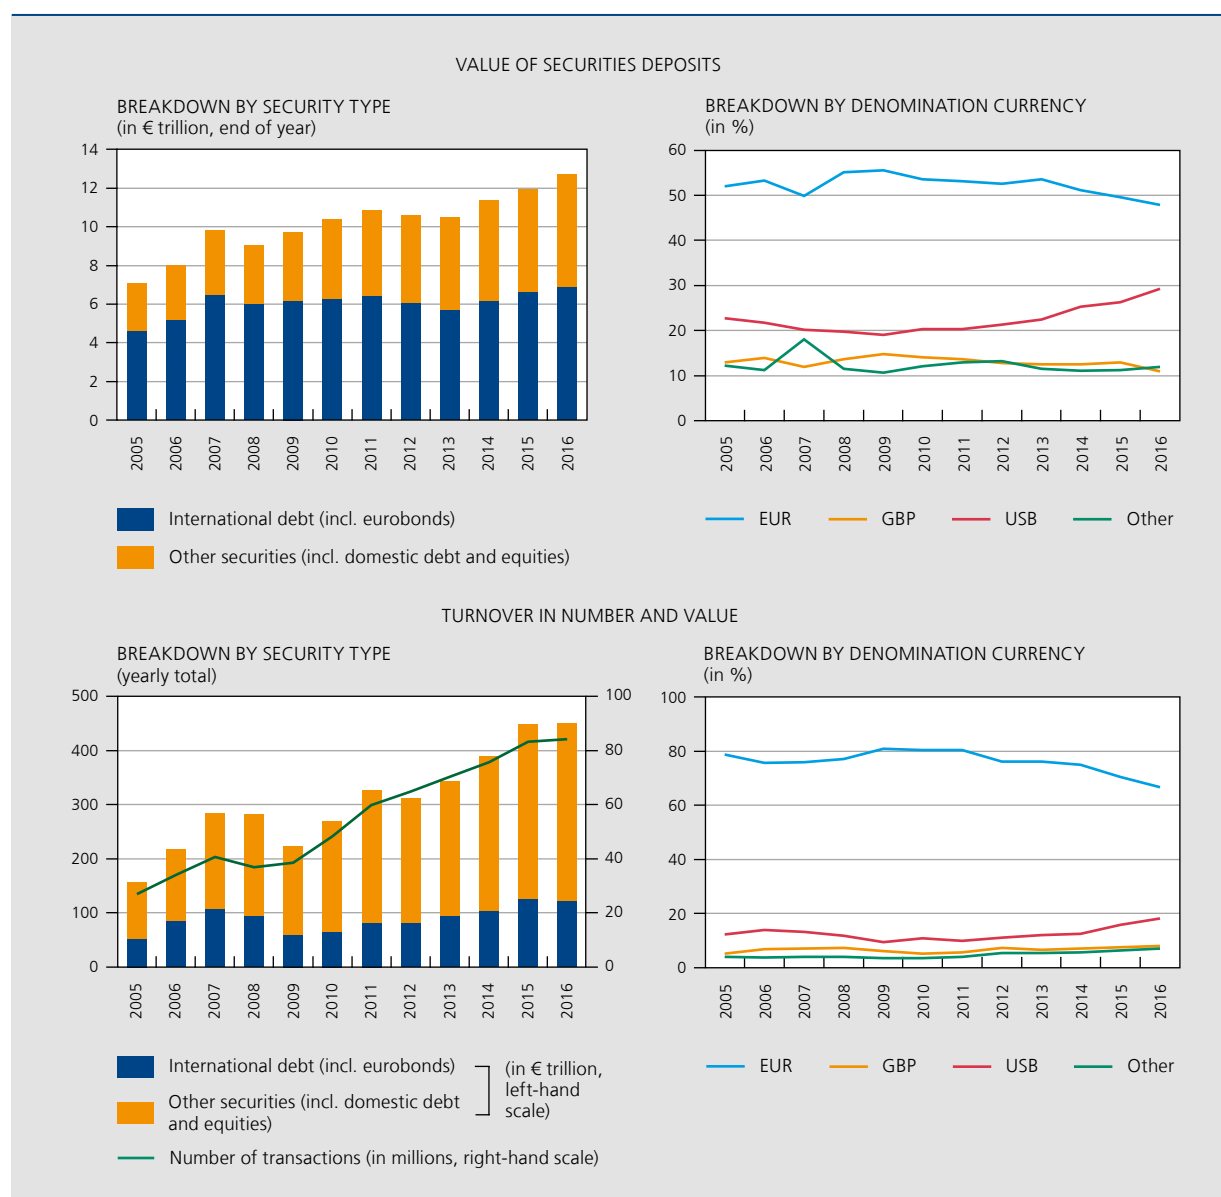 VALUE OF SECURITIES DEPOSITS
BREAKDOWN BY SECURITY TYPE
(in € trillion, end of year)
14
12
10
8
6
4
2
0
2005 2006 2007 2008 2009 2010 2011 2012 2013 2014 2015 2016
International debt (incl. eurobonds)
Other securities (incl. domestic debt and equities)
BREAKDOWN BY DENOMINATION CURRENCY
(in %)
60
50
40
30
20
10
0
2005 2006 2007 2008 2009 2010 2011 2012 2013 2014 2015 2016
EUR GBP USB Other
TURNOVER IN NUMBER AND VALUE
BREAKDOWN BY SECURITY TYPE
(yearly total)
500 100
400 80
300 60
200 40
100 20
0 0
2005 2006 2007 2008 2009 2010 2011 2012 2013 2014 2015 2016
International debt (incl. eurobonds)
Other securities (incl. domestic debt
and equities)
(in € trillion,
left-hand
scale)
Number of transactions (in millions, right-hand scale)
BREAKDOWN BY DENOMINATION CURRENCY
(in %)
100
80
60
40
20
0
2005 2006 2007 2008 2009 2010 2011 2012 2013 2014 2015 2016
EUR GBP USB Other